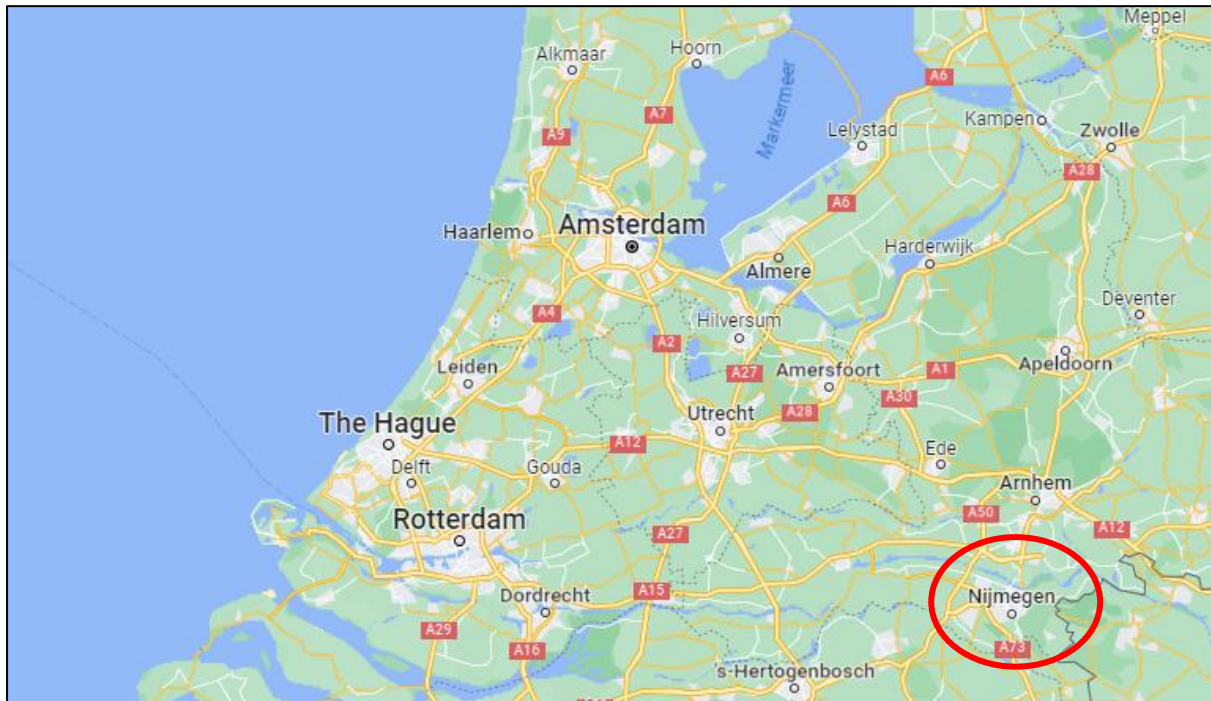 Meppel
Hoorn
Alkmaar
A6
A7
Markermeer
Kampen
A9
Lelystad
Zwolle
A28
A6
Amsterdam
Haarlem
Harderwijk
Almere
Deventer
A4
Hilversum
A2
Apeldoorn
Leiden
A27
Amersfoort
A1
A30
The Hague
Utrecht
A28
A12
Ede
Delft
Gouda
Arnhem
A50
Rotterdam
A12
A27
A15
Nijmegen
Dordrecht
A29
A16
A73
's-Hertogenbosch